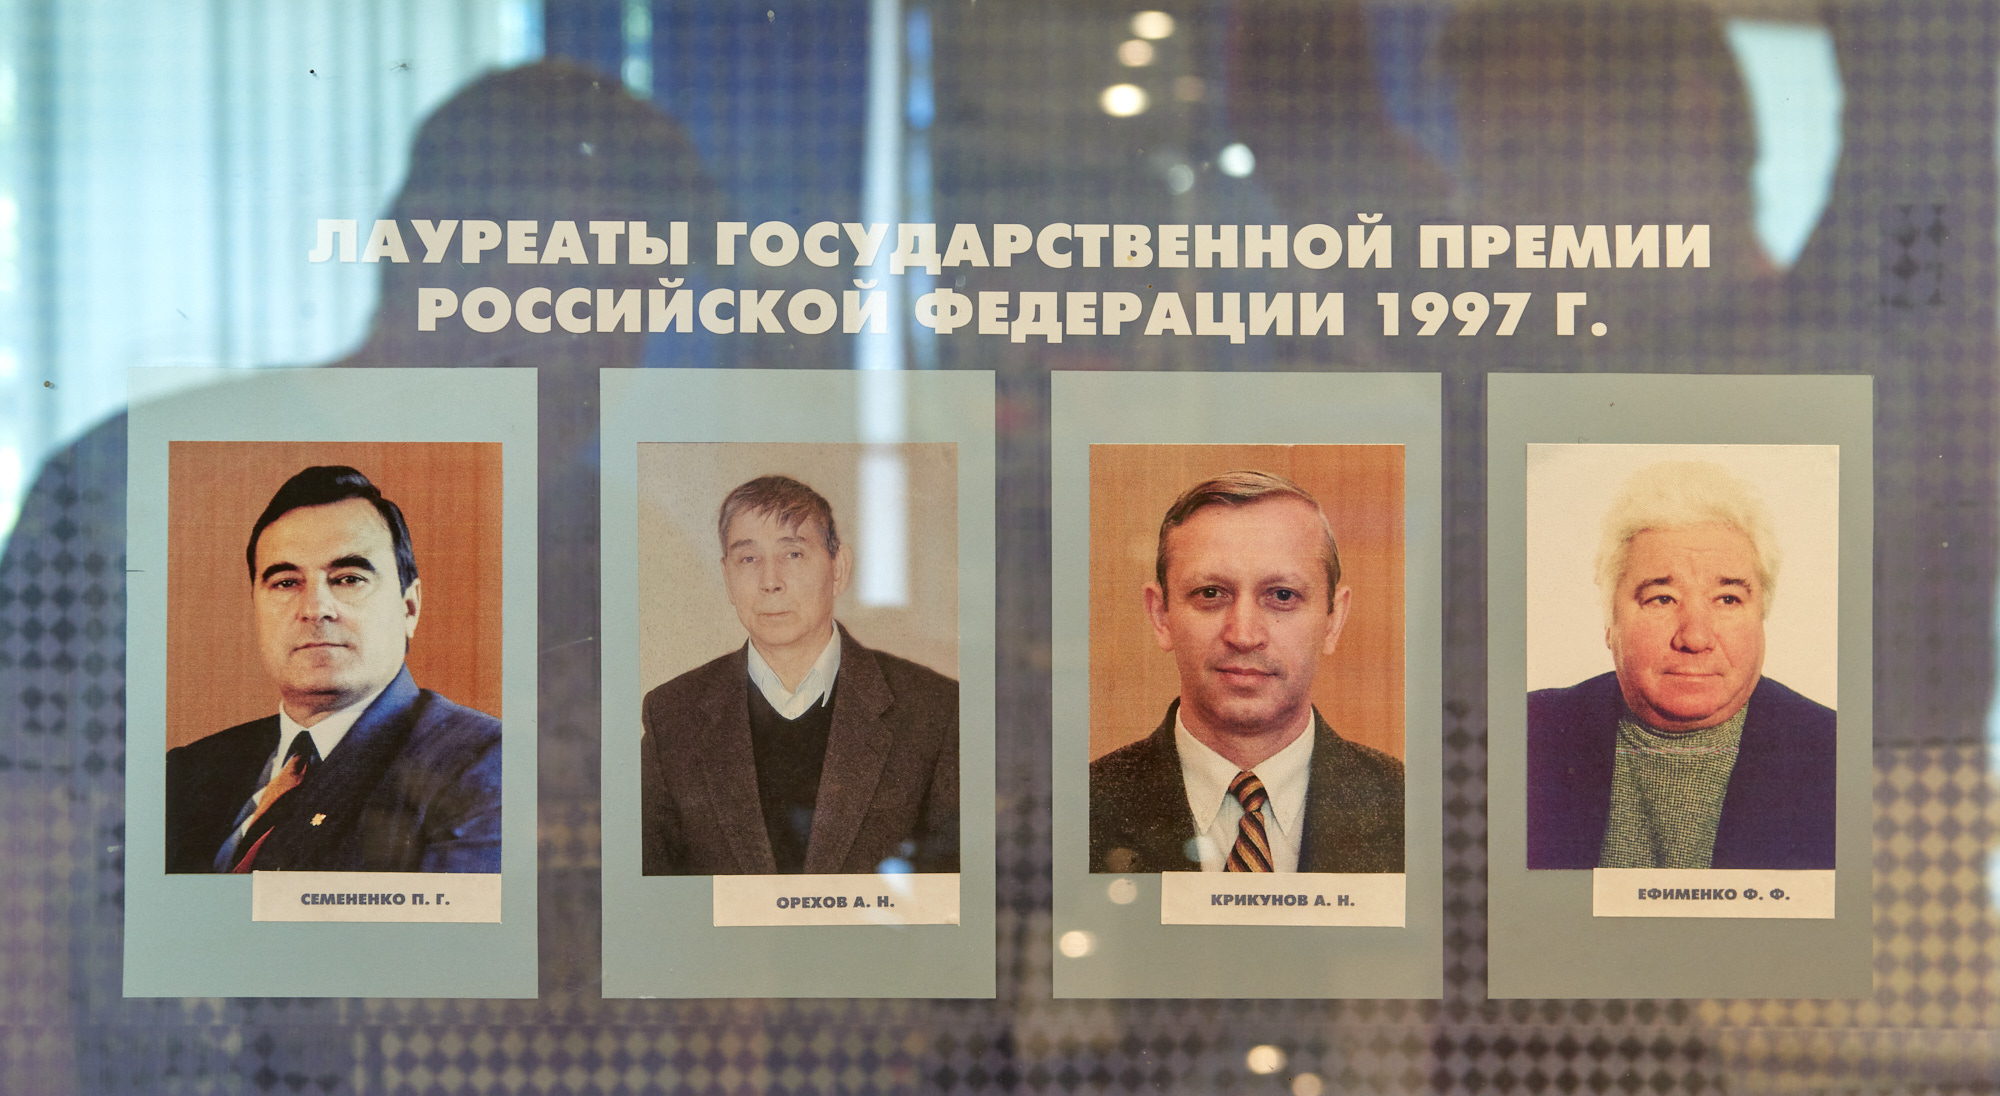 ЛАУРЕАТЫ ГОСУДАРСТВЕННОЙ ПРЕМИИ
РОССИЙСКОЙ ФЕДЕРАЦИИ 1997 Г.
СЕМЕНЕНКО П. Г.
ОРЕХОВ А. Н.
КРИКУНОВ А. Н.
ЕФИМЕНКО Ф. Ф.